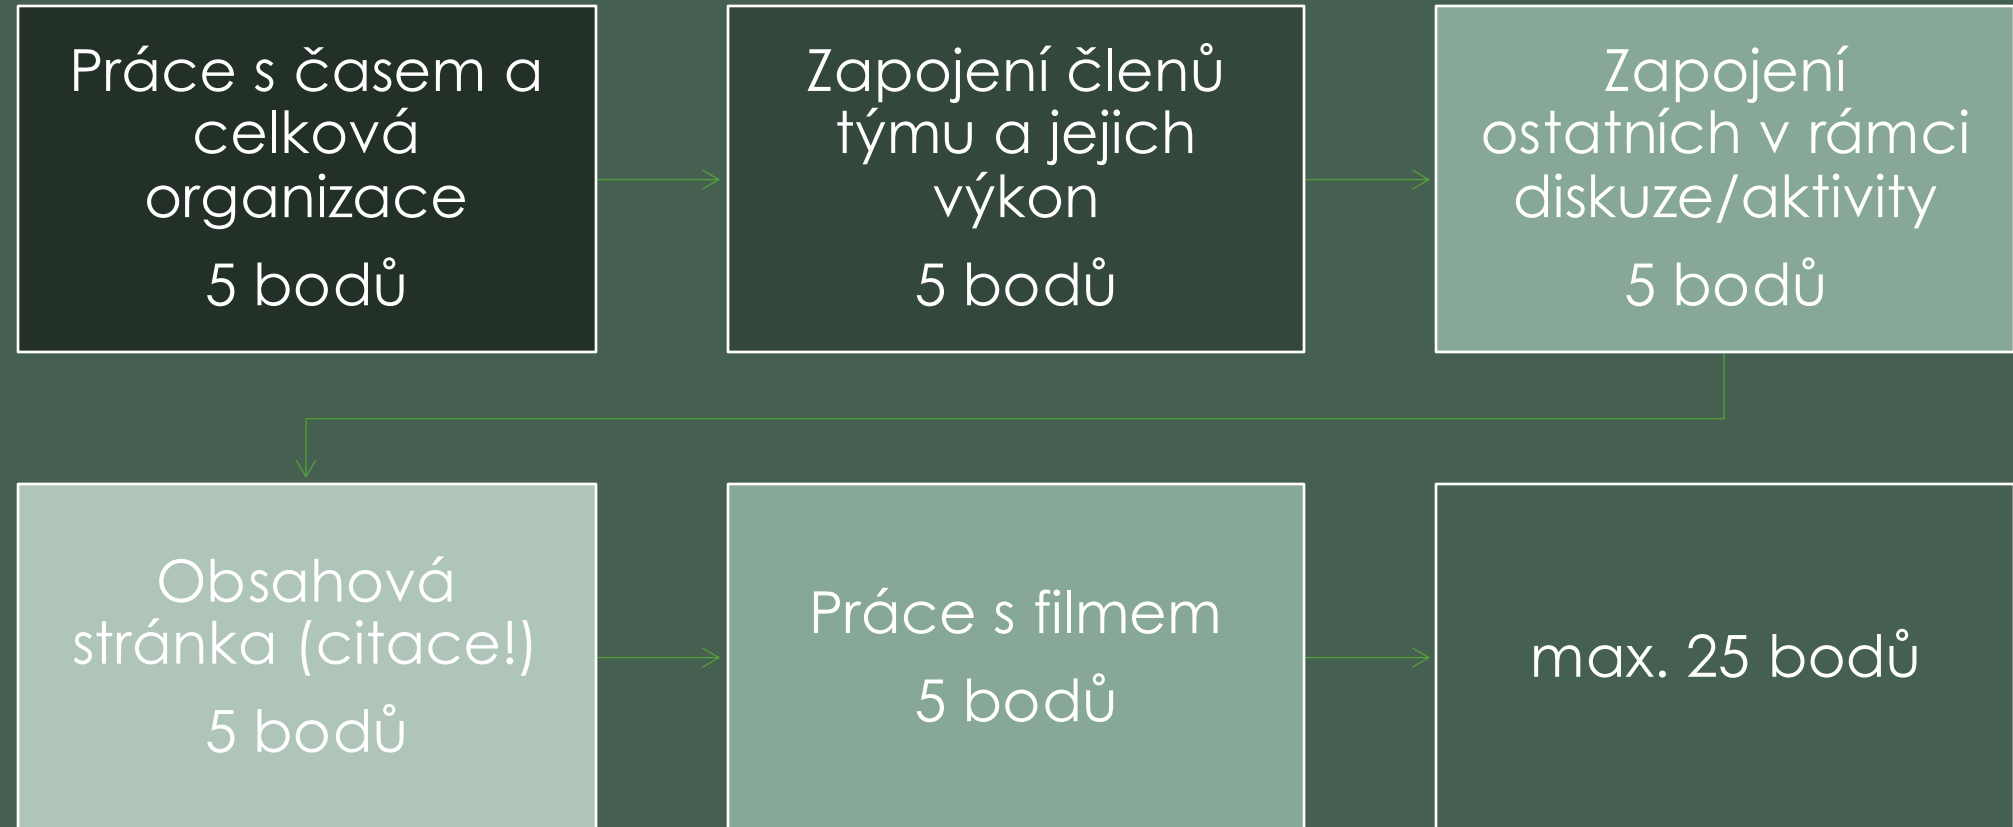 Práce s časem a
celková
organizace
5 bodů
Zapojení členů
týmu a jejich
výkon
5 bodů
Zapojení
ostatních v rámci
diskuze/aktivity
5 bodů
Obsahová
stránka (citace!)
5 bodů
Práce s filmem
5 bodů
max. 25 bodů